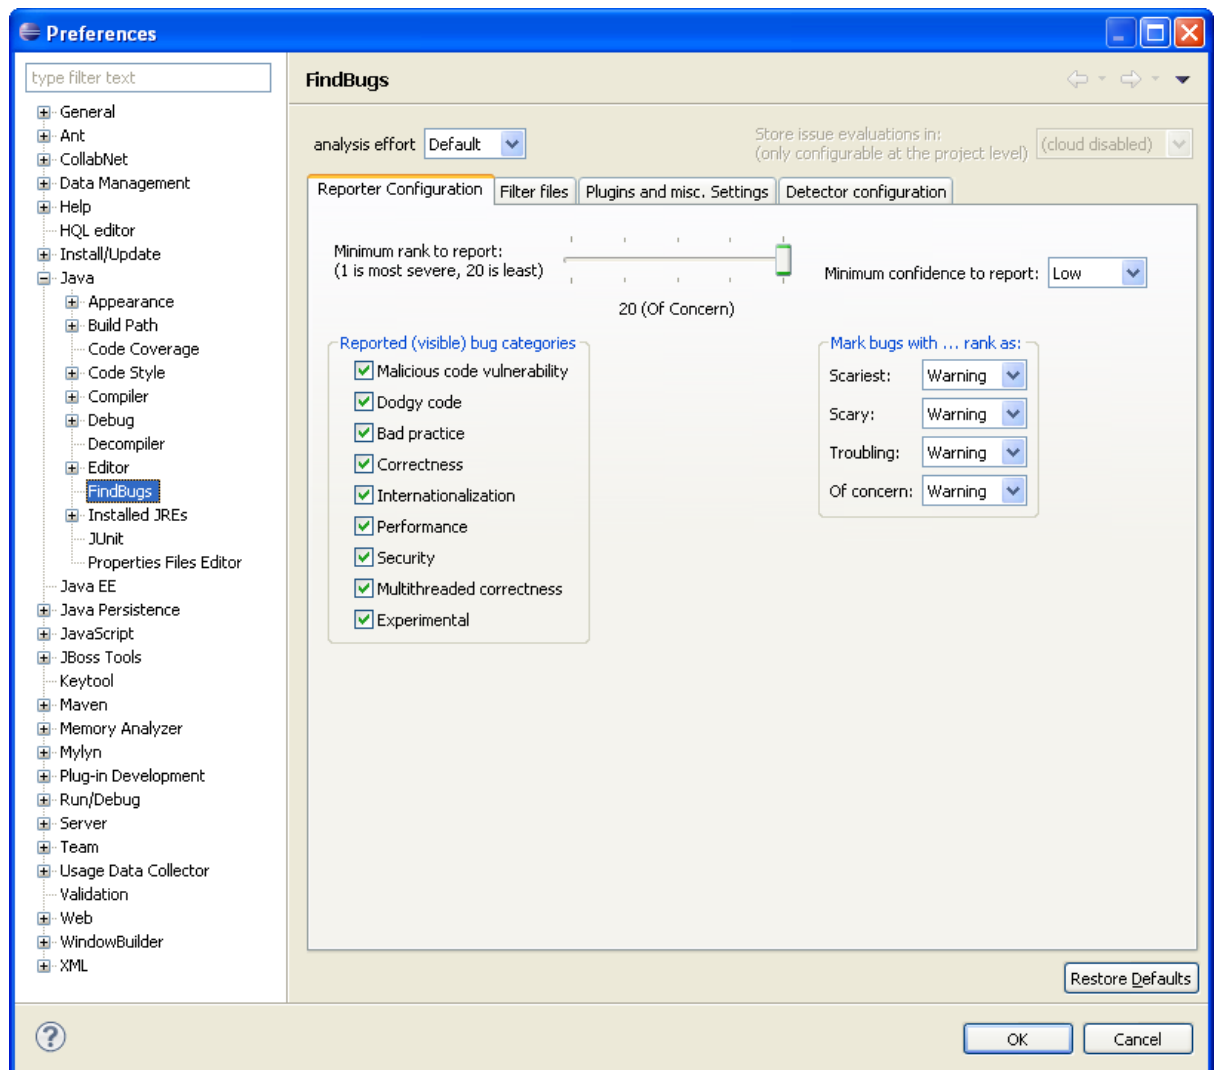 Preferences
type filter text
General
Ant
CollabNet
Data Management
Help
HQL editor
Install/Update
Java
Appearance
Build Path
Code Coverage
Code Style
Compiler
Debug
Decompiler
Editor
FindBugs
Installed JREs
JUnit
Properties Files Editor
Java EE
Java Persistence
JavaScript
JBoss Tools
Keytool
Maven
Memory Analyzer
Mylyn
Plug-in Development
Run/Debug
Server
Team
Usage Data Collector
Validation
Web
WindowBuilder
XML
FindBugs
analysis effort Default
Store issue evaluations in:
(only configurable at the project level) (cloud disabled)
Reporter Configuration Filter files Plugins and misc. Settings Detector configuration
Minimum rank to report:
(1 is most severe, 20 is least)
20 (Of Concern)
Minimum confidence to report: Low
Reported (visible) bug categories
Malicious code vulnerability
Dodgy code
Bad practice
Correctness
Internationalization
Performance
Security
Multithreaded correctness
Experimental
Mark bugs with ... rank as:
Scariest: Warning
Scary: Warning
Troubling: Warning
Of concern: Warning
Restore Defaults
? OK Cancel